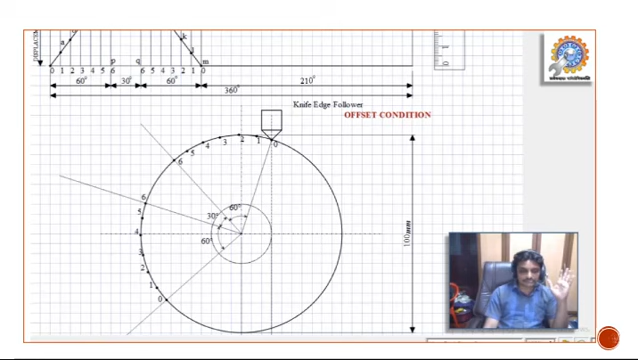 a k l
0 1 2 3 4 5 6 p q 6 5 4 3 2 1 0 m
60° 30° 60° 210°
360°
Knife Edge Follower
OFFSET CONDITION
6 5 4 3 2 1 0
60°
30°
60°
6
5
4
3
2
1
0
100mm